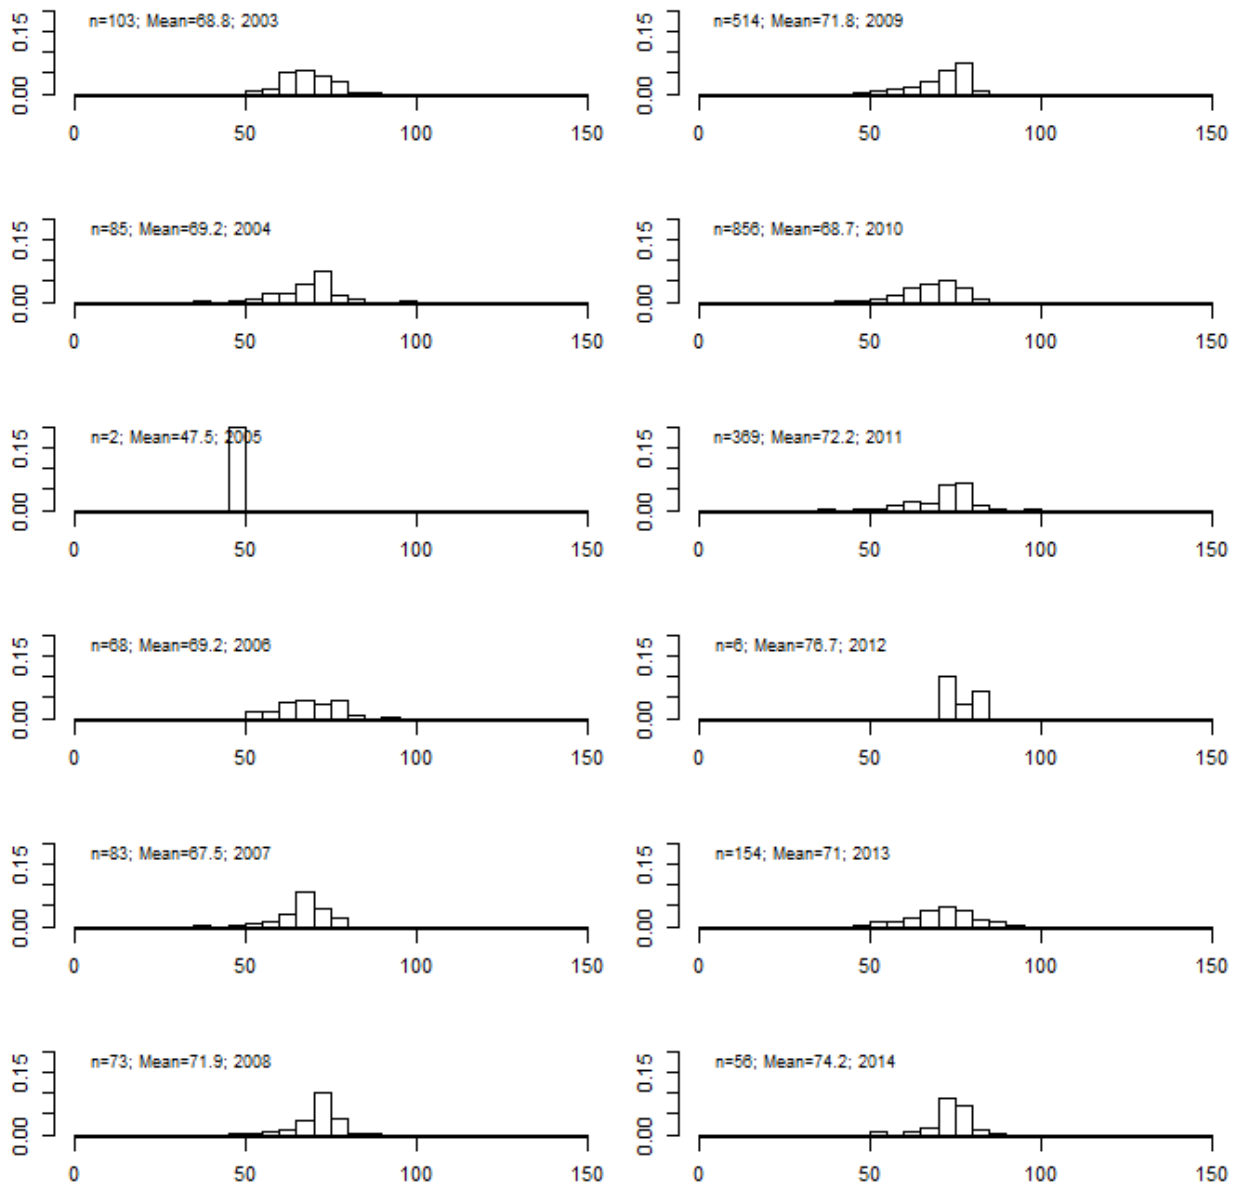 n=103; Mean=68.8; 2003
0.00 0.15
0 50 100 150
n=514; Mean=71.8; 2009
0.00 0.15
0 50 100 150
n=85; Mean=69.2; 2004
0.00 0.15
0 50 100 150
n=856; Mean=68.7; 2010
0.00 0.15
0 50 100 150
n=2; Mean=47.5; 2005
0.00 0.15
0 50 100 150
n=369; Mean=72.2; 2011
0.00 0.15
0 50 100 150
n=68; Mean=69.2; 2006
0.00 0.15
0 50 100 150
n=6; Mean=76.7; 2012
0.00 0.15
0 50 100 150
n=83; Mean=67.5; 2007
0.00 0.15
0 50 100 150
n=154; Mean=71; 2013
0.00 0.15
0 50 100 150
n=73; Mean=71.9; 2008
0.00 0.15
0 50 100 150
n=56; Mean=74.2; 2014
0.00 0.15
0 50 100 150